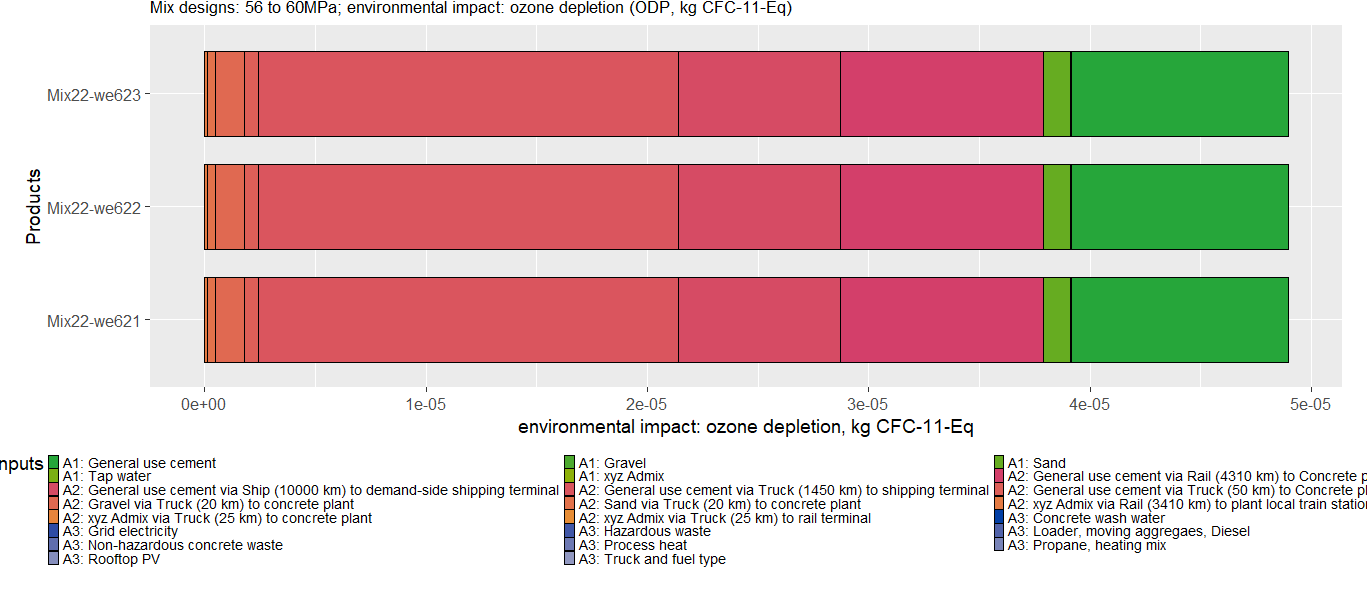 Mix designs: 56 to 60MPa; environmental impact: ozone depletion (ODP, kg CFC-11-Eq)
Products
Mix22-we623
Mix22-we622
Mix22-we621
0e+00 1e-05 2e-05 3e-05 4e-05 5e-05
environmental impact: ozone depletion, kg CFC-11-Eq
nputs
A1: General use cement A1: Gravel A1: Sand
A1: Tap water A1: xyz Admix A2: General use cement via Rail (4310 km) to Concrete p
A2: General use cement via Ship (10000 km) to demand-side shipping terminal A2: General use cement via Truck (1450 km) to shipping terminal A2: General use cement via Truck (50 km) to Concrete pl
A2: Gravel via Truck (20 km) to concrete plant A2: Sand via Truck (20 km) to concrete plant A2: xyz Admix via Rail (3410 km) to plant local train station
A2: xyz Admix via Truck (25 km) to concrete plant A2: xyz Admix via Truck (25 km) to rail terminal A3: Concrete wash water
A3: Grid electricity A3: Hazardous waste A3: Loader, moving aggregaes, Diesel
A3: Non-hazardous concrete waste A3: Process heat A3: Propane, heating mix
A3: Rooftop PV A3: Truck and fuel type